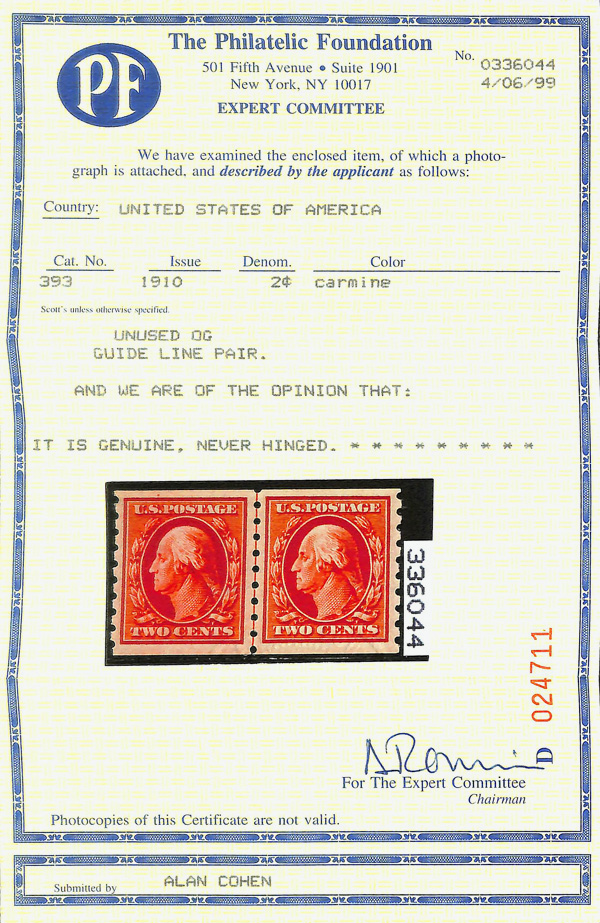 PF
The Philatelic Foundation
501 Fifth Avenue • Suite 1901
New York, NY 10017
EXPERT COMMITTEE
No. 0336044
4/06/99
We have examined the enclosed item, of which a photo-
graph is attached, and described by the applicant as follows:
Country: UNITED STATES OF AMERICA
Cat. No. Issue Denom. Color
393 1910 2¢ carmine
Scott's unless otherwise specified.
UNUSED OG
GUIDE LINE PAIR.
AND WE ARE OF THE OPINION THAT:
IT IS GENUINE, NEVER HINGED. * * * * * * * * *
U.S. POSTAGE U.S. POSTAGE
TWO CENTS TWO CENTS
336044
024711
D
For The Expert Committee
Chairman
Photocopies of this Certificate are not valid.
Submitted by ALAN COHEN